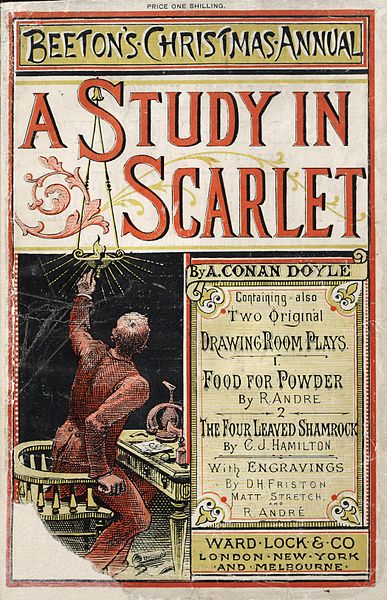 PRICE ONE SHILLING.
BEETON'S·CHRISTMAS·ANNUAL
A STUDY IN
SCARLET
By A. CONAN DOYLE
Containing also
Two Original
DRAWING ROOM PLAYS.
1
FOOD FOR POWDER
By R. ANDRE
2
THE FOUR LEAVED SHAMROCK
By C. J. HAMILTON
With ENGRAVINGS
By D. H. FRISTON
MATT STRETCH,
AND
R. ANDRÉ
WARD·LOCK·&·CO
LONDON·NEW·YORK
·AND·MELBOURNE·